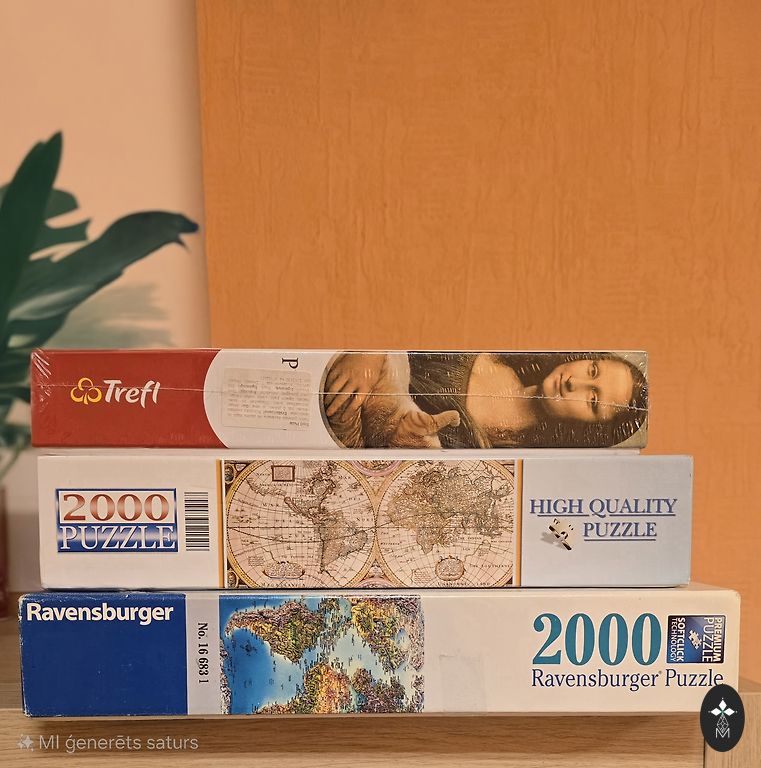 Trefl
P
2000
PUZZLE
HIGH QUALITY
PUZZLE
Ravensburger
No. 16 683 1
2000
PREMIUM
PUZZLE
SOFTCLICK
TECHNOLOGY
Ravensburger® Puzzle
MI ģenerēts saturs
M